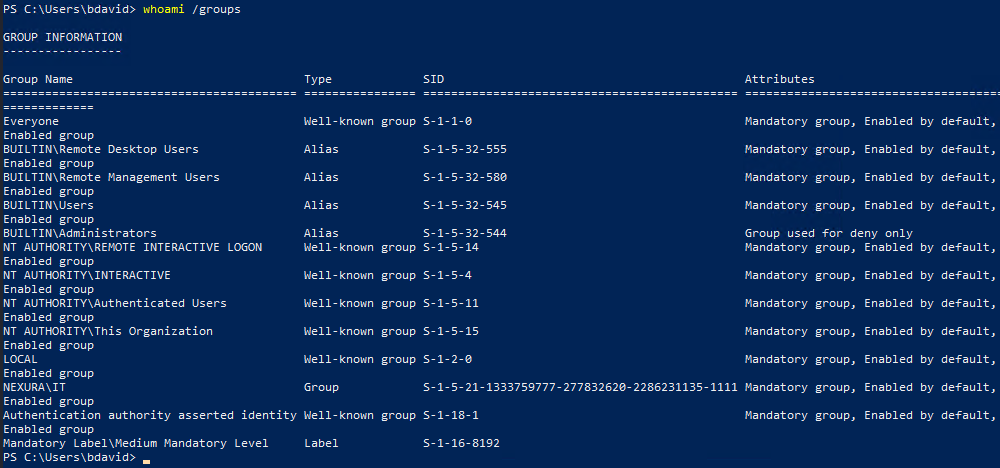 PS C:\Users\bdavid> whoami /groups
GROUP INFORMATION
-----------------
Group Name Type SID Attributes
========================================== ================ ============================================= =====================================
=============
Everyone Well-known group S-1-1-0 Mandatory group, Enabled by default,
Enabled group
BUILTIN\Remote Desktop Users Alias S-1-5-32-555 Mandatory group, Enabled by default,
Enabled group
BUILTIN\Remote Management Users Alias S-1-5-32-580 Mandatory group, Enabled by default,
Enabled group
BUILTIN\Users Alias S-1-5-32-545 Mandatory group, Enabled by default,
Enabled group
BUILTIN\Administrators Alias S-1-5-32-544 Group used for deny only
NT AUTHORITY\REMOTE INTERACTIVE LOGON Well-known group S-1-5-14 Mandatory group, Enabled by default,
Enabled group
NT AUTHORITY\INTERACTIVE Well-known group S-1-5-4 Mandatory group, Enabled by default,
Enabled group
NT AUTHORITY\Authenticated Users Well-known group S-1-5-11 Mandatory group, Enabled by default,
Enabled group
NT AUTHORITY\This Organization Well-known group S-1-5-15 Mandatory group, Enabled by default,
Enabled group
LOCAL Well-known group S-1-2-0 Mandatory group, Enabled by default,
Enabled group
NEXURA\IT Group S-1-5-21-1333759777-277832620-2286231135-1111 Mandatory group, Enabled by default,
Enabled group
Authentication authority asserted identity Well-known group S-1-18-1 Mandatory group, Enabled by default,
Enabled group
Mandatory Label\Medium Mandatory Level Label S-1-16-8192
PS C:\Users\bdavid>